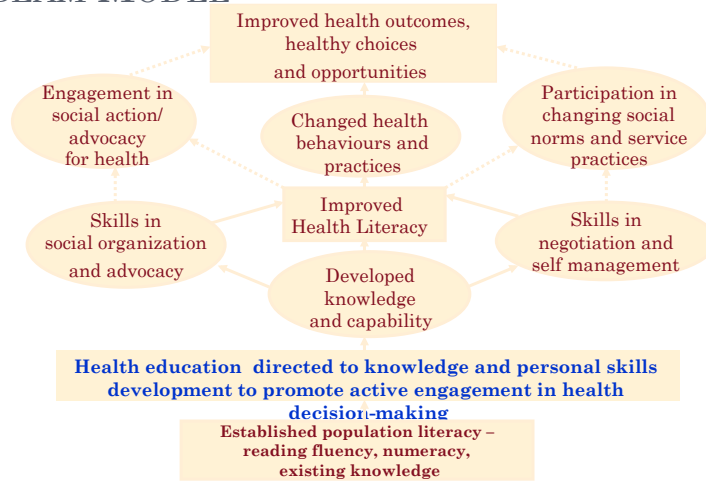 Improved health outcomes,
healthy choices
and opportunities
Engagement in
social action/
advocacy
for health
Changed health
behaviours and
practices
Participation in
changing social
norms and service
practices
Skills in
social organization
and advocacy
Improved
Health Literacy
Skills in
negotiation and
self management
Developed
knowledge
and capability
Health education directed to knowledge and personal skills
development to promote active engagement in health
decision-making
Established population literacy –
reading fluency, numeracy,
existing knowledge